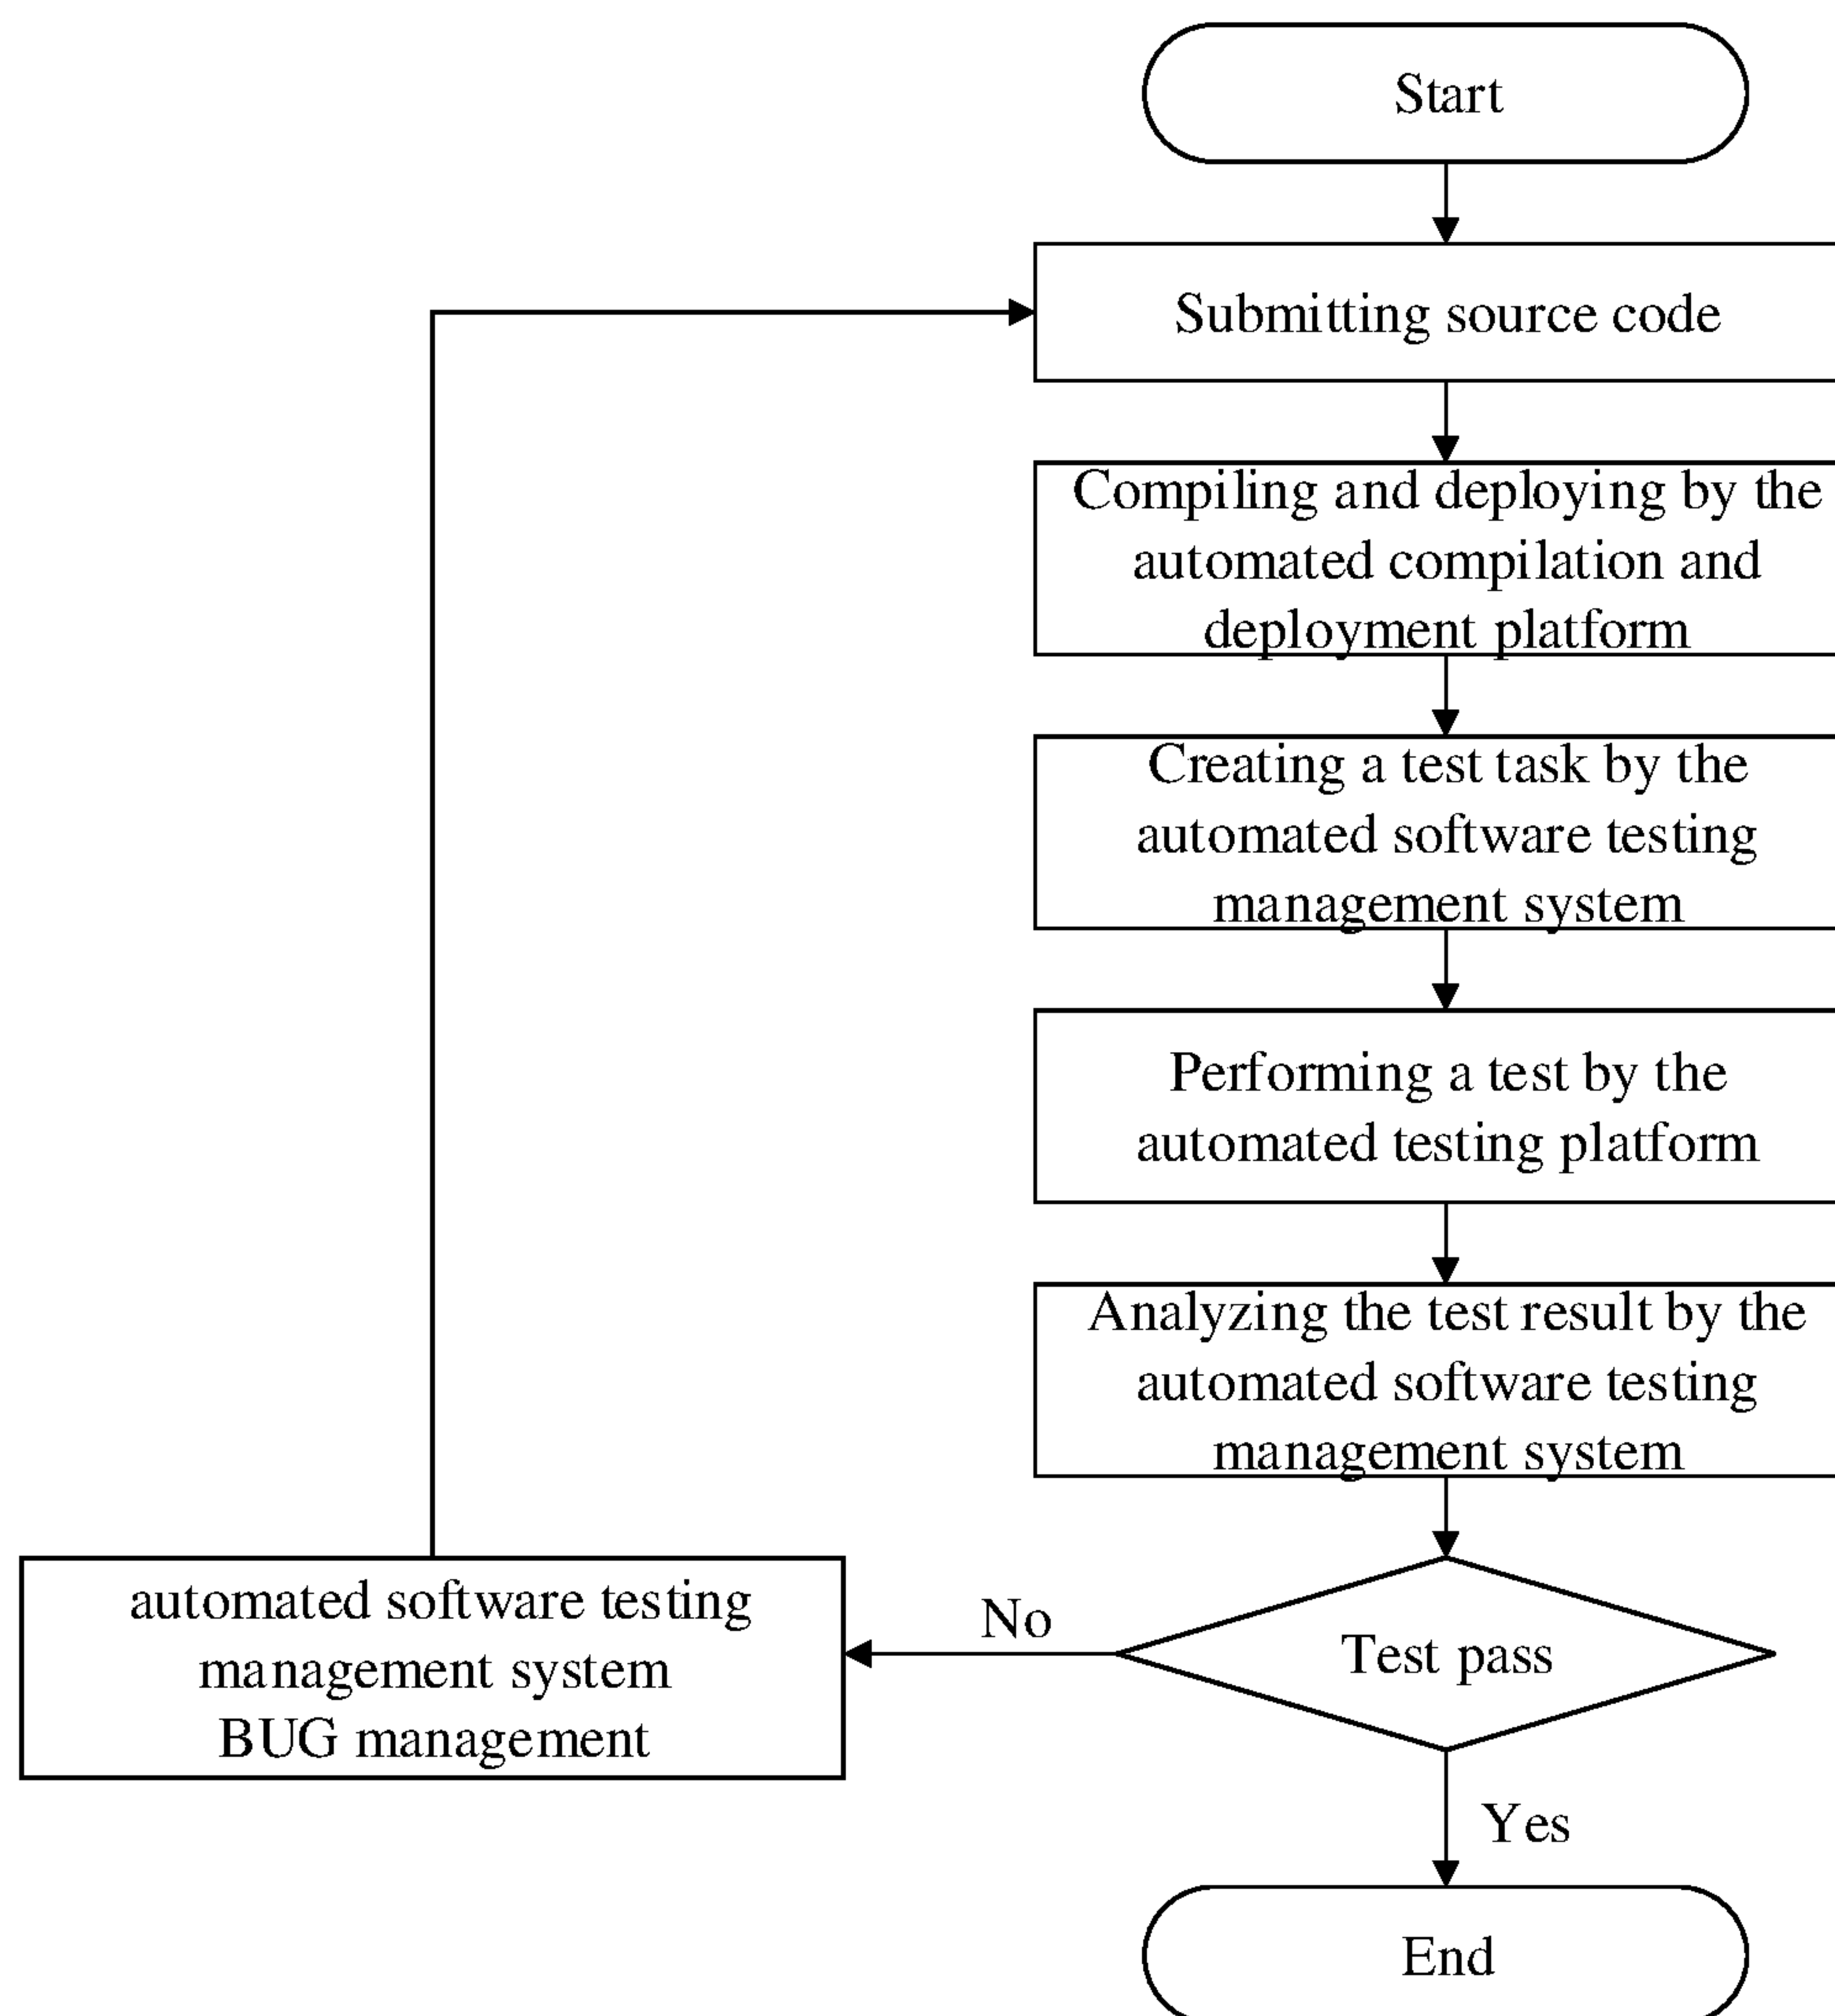 Start
Submitting source code
Compiling and deploying by the
automated compilation and
deployment platform
Creating a test task by the
automated software testing
management system
Performing a test by the
automated testing platform
Analyzing the test result by the
automated software testing
management system
automated software testing
management system
BUG management
No
Test pass
Yes
End